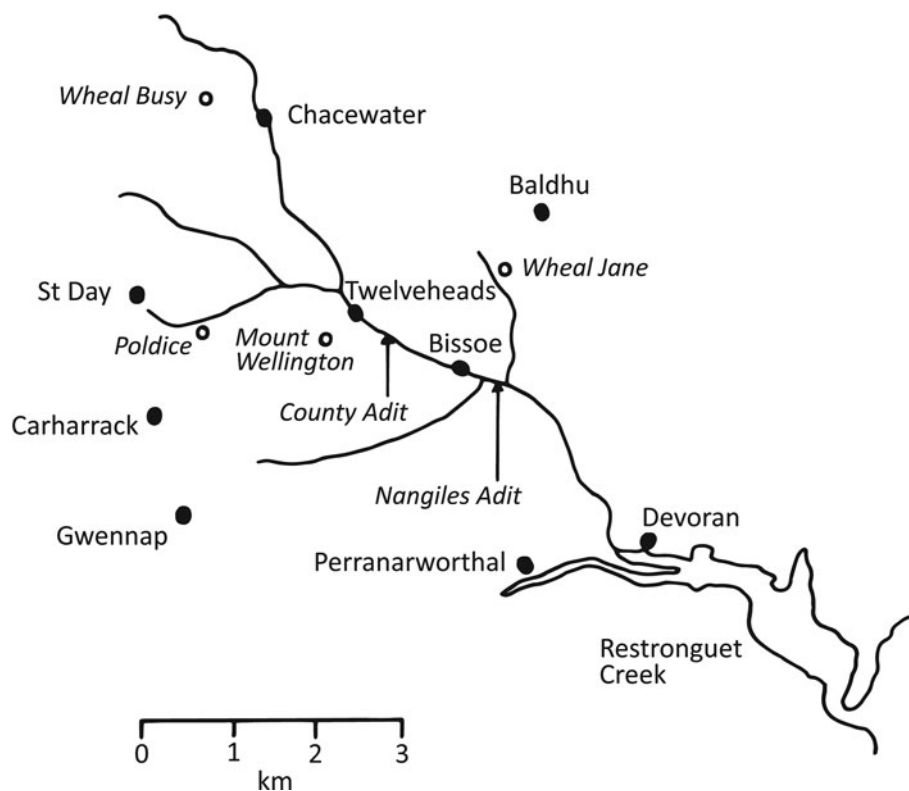 Wheal Busy
Chacewater
Baldhu
Wheal Jane
St Day
Twelveheads
Poldice
Mount
Wellington
Bissoe
County Adit
Carharrack
Nangiles Adit
Gwennap
Devoran
Perranarworthal
Restronguet
Creek
0 1 2 3
km